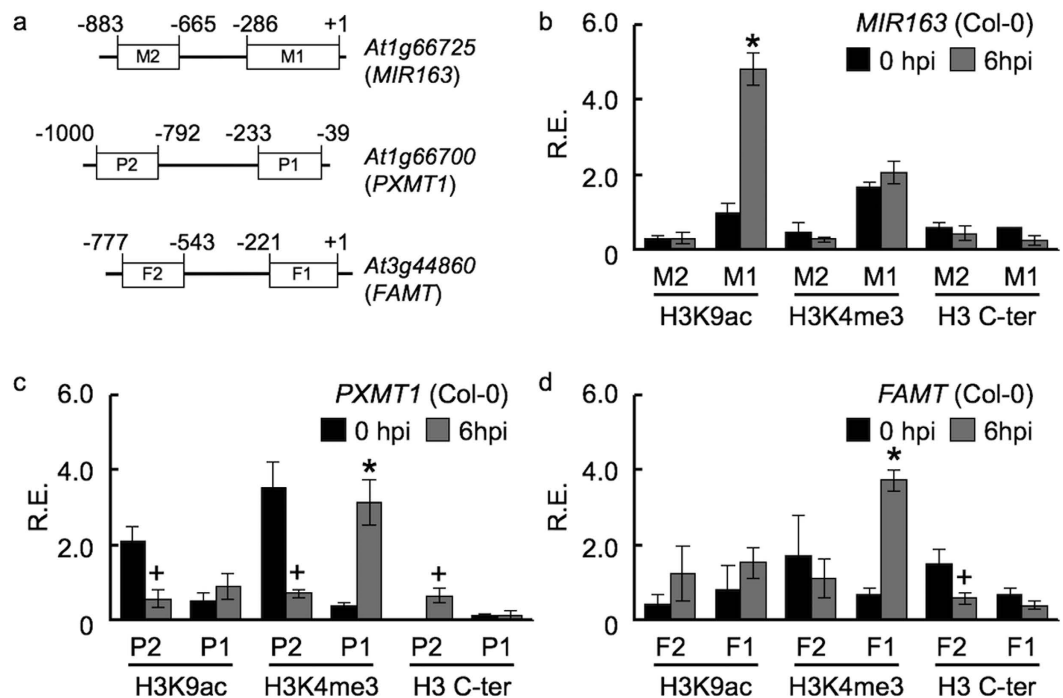 a
-883 -665 -286 +1
M2 M1
At1g66725
(MIR163)
-1000 -792 -233 -39
P2 P1
At1g66700
(PXMT1)
-777 -543 -221 +1
F2 F1
At3g44860
(FAMT)
b
MIR163 (Col-0)
0 hpi 6hpi
R.E.
6.0
4.0
2.0
0
*
M2 M1 M2 M1 M2 M1
H3K9ac H3K4me3 H3 C-ter
c
PXMT1 (Col-0)
0 hpi 6hpi
R.E.
6.0
4.0
2.0
0
+ + * +
P2 P1 P2 P1 P2 P1
H3K9ac H3K4me3 H3 C-ter
d
FAMT (Col-0)
0 hpi 6hpi
R.E.
6.0
4.0
2.0
0
* +
F2 F1 F2 F1 F2 F1
H3K9ac H3K4me3 H3 C-ter